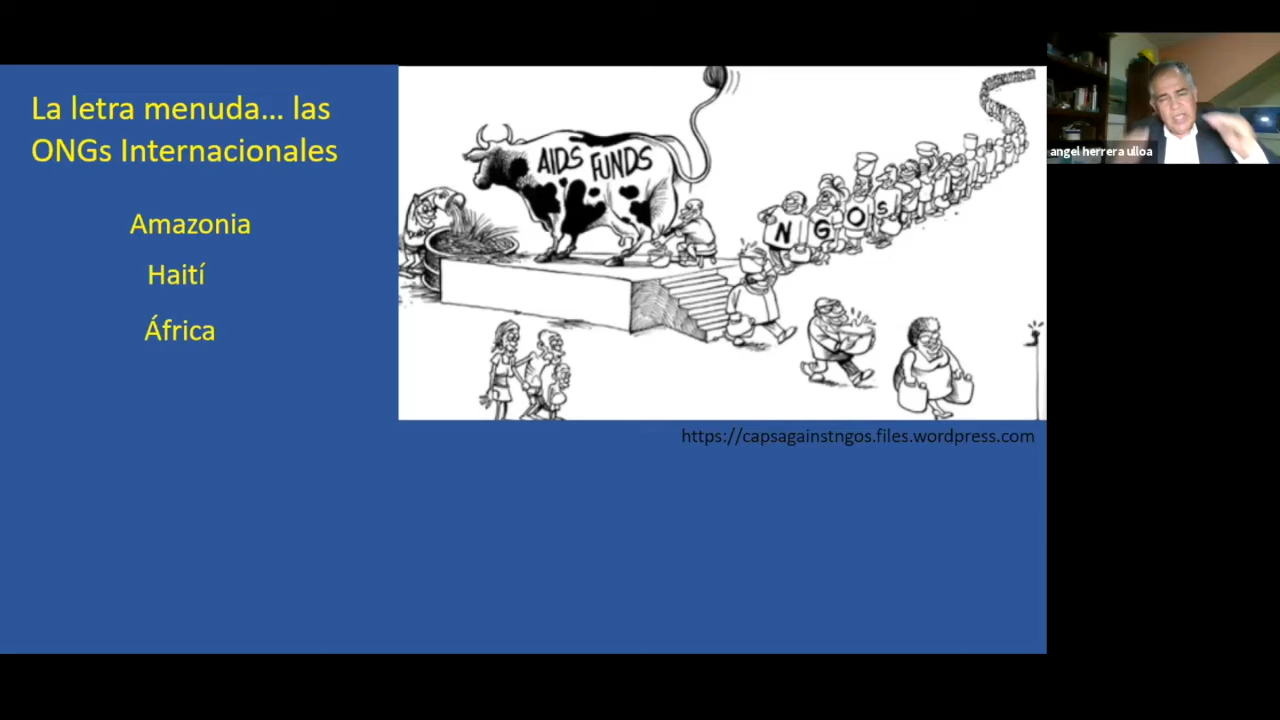 La letra menuda... las
ONGs Internacionales
Amazonia
Haití
África
AIDS FUNDS
NGOS
https://capsagainstngos.files.wordpress.com
angel herrera ulloa